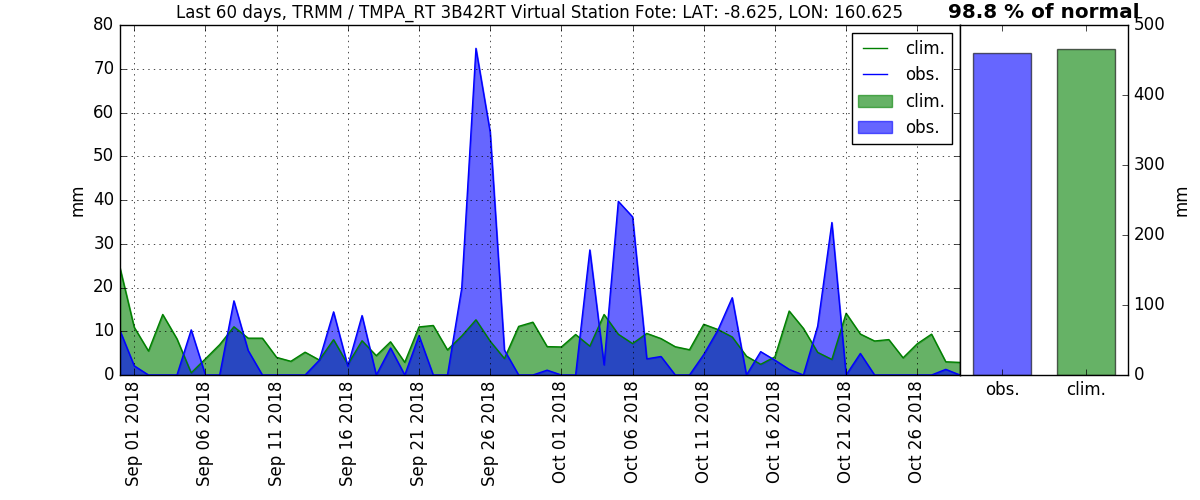 Last 60 days, TRMM / TMPA_RT 3B42RT Virtual Station Fote: LAT: -8.625, LON: 160.625
98.8 % of normal
80
70
60
50
40
30
20
10
0
mm
clim.
obs.
clim.
obs.
500
400
300
200
100
0
mm
obs.
clim.
Sep 01 2018
Sep 06 2018
Sep 11 2018
Sep 16 2018
Sep 21 2018
Sep 26 2018
Oct 01 2018
Oct 06 2018
Oct 11 2018
Oct 16 2018
Oct 21 2018
Oct 26 2018